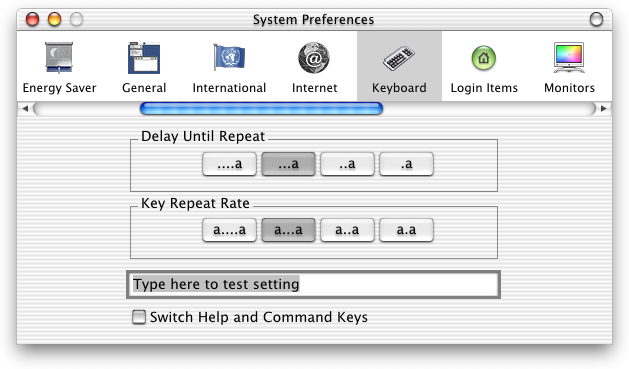 System Preferences
Energy Saver General International Internet Keyboard Login Items Monitors
Delay Until Repeat
....a ...a ..a .a
Key Repeat Rate
a....a a...a a..a a.a
Type here to test setting
Switch Help and Command Keys